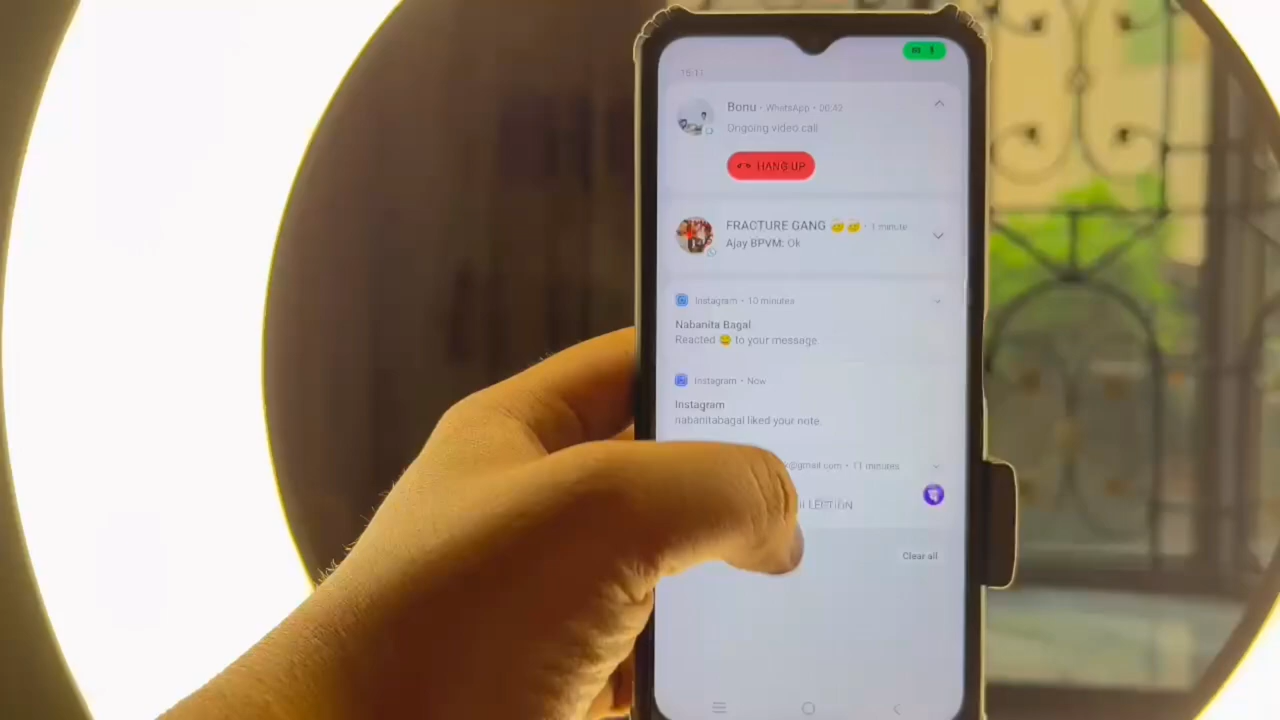 15:11
Bonu • WhatsApp • 00:42
Ongoing video call
HANG UP
FRACTURE GANG 🤕🤕 • 1 minute
Ajay BPVM: Ok
Instagram • 10 minutes
Nabanita Bagal
Reacted 😂 to your message.
Instagram • Now
Instagram
nabanitabagal liked your note.
@gmail.com • 11 minutes
Clear all